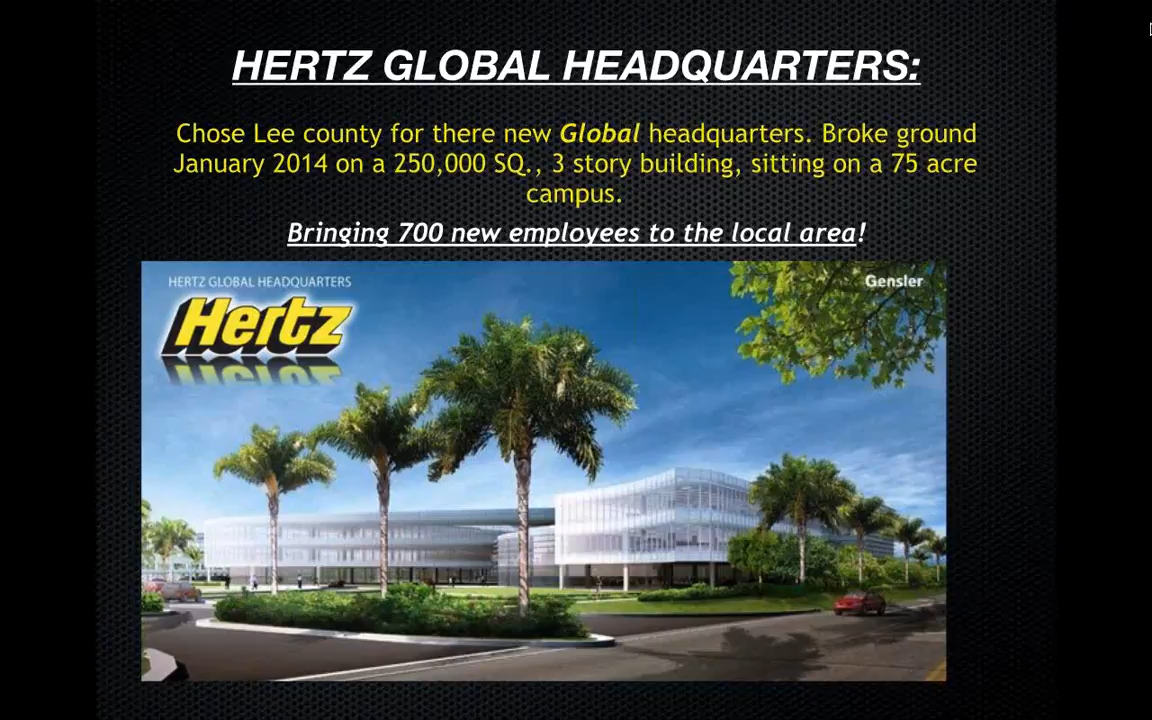 HERTZ GLOBAL HEADQUARTERS:
Chose Lee county for there new Global headquarters. Broke ground
January 2014 on a 250,000 SQ., 3 story building, sitting on a 75 acre
campus.
Bringing 700 new employees to the local area!
HERTZ GLOBAL HEADQUARTERS
Gensler
Hertz